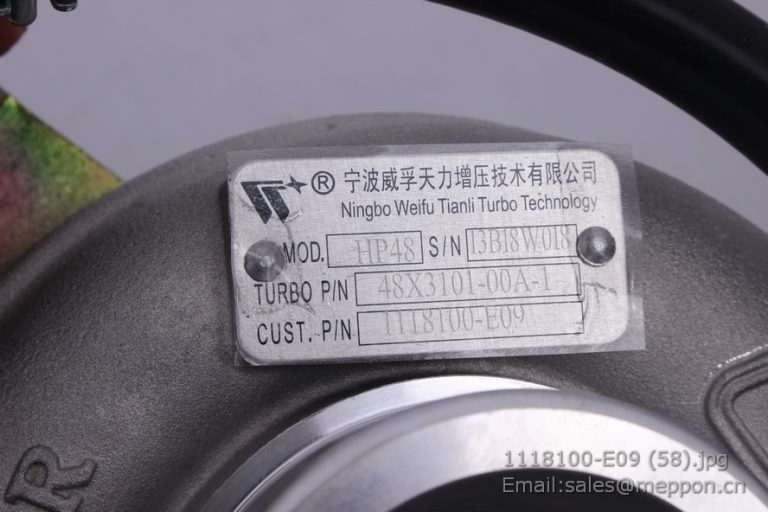 ® 宁波威孚天力增压技术有限公司
Ningbo Weifu Tianli Turbo Technology
MOD. HP48 S/N 13B18W018
TURBO P/N 48X3101-00A-1
CUST. P/N 1118100-E09
R
1118100-E09 (58).jpg
Email:sales@meppon.cn